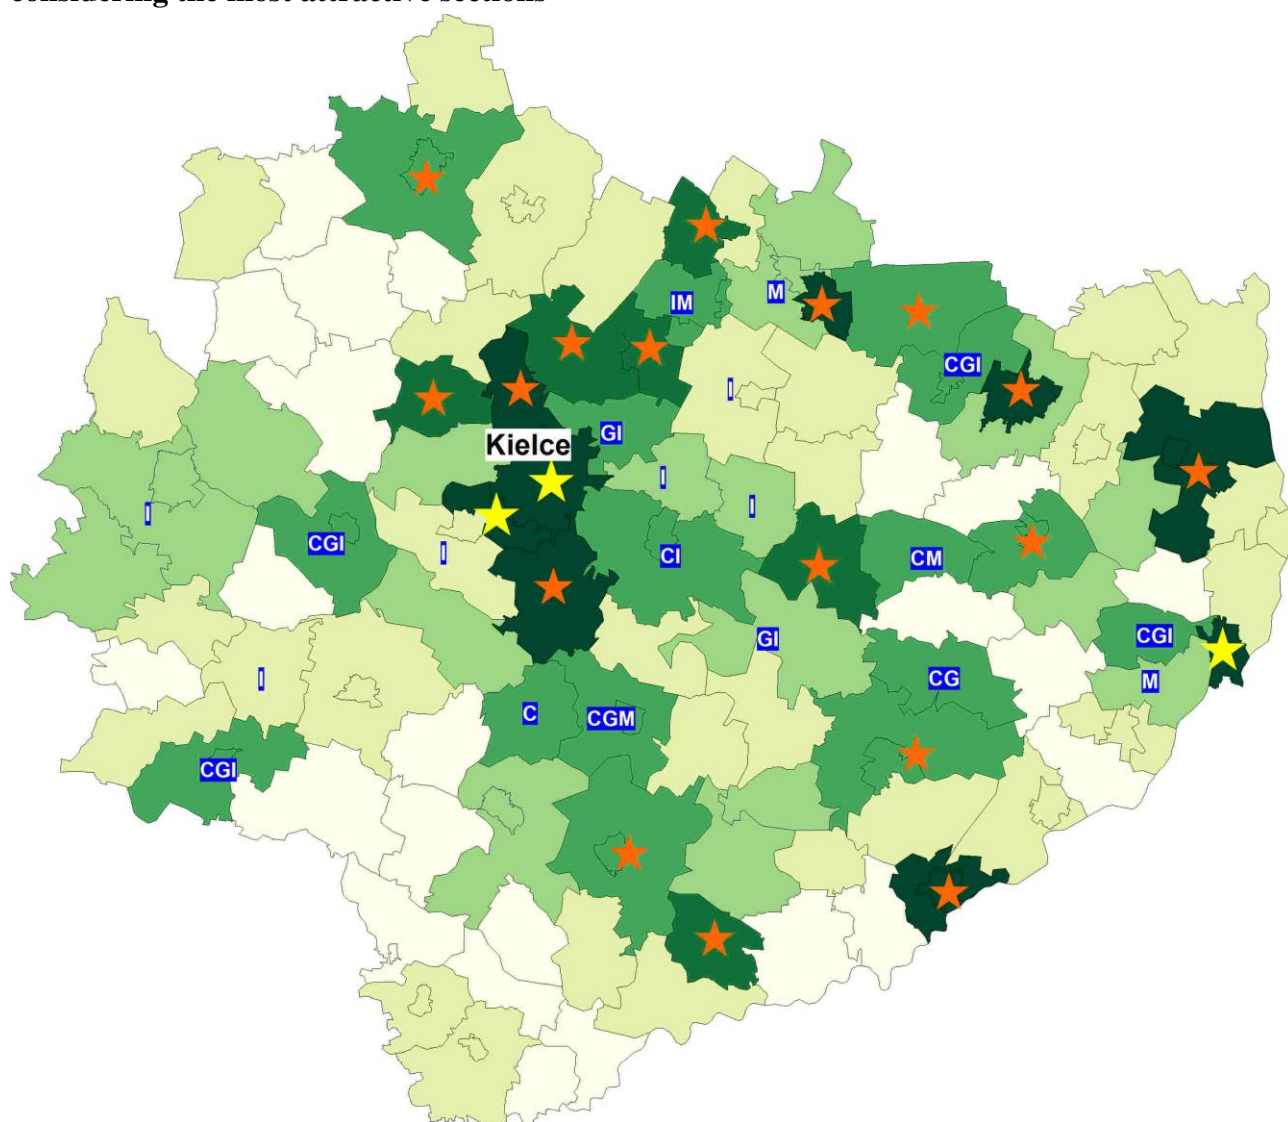 considering the most attractive sections
IM
M
CGI
I
GI
Kielce
I
I
I
CGI
I
CI
CM
GI
CGI
CG
M
I
C
CGM
CGI